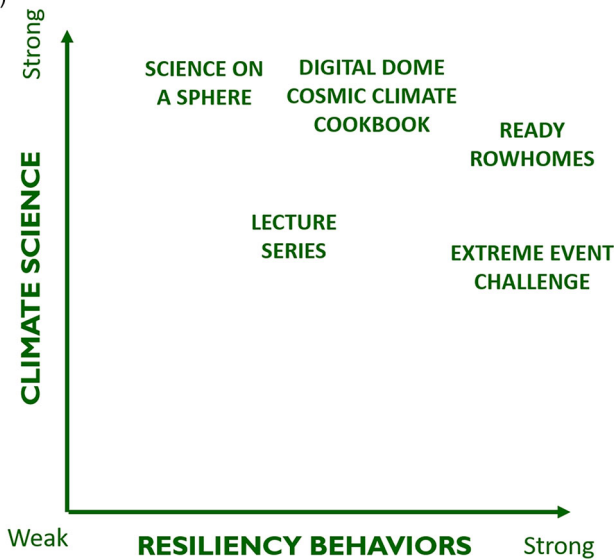 )
Strong
CLIMATE SCIENCE
SCIENCE ON
A SPHERE
DIGITAL DOME
COSMIC CLIMATE
COOKBOOK
READY
ROWHOMES
LECTURE
SERIES
EXTREME EVENT
CHALLENGE
Weak
RESILIENCY BEHAVIORS
Strong